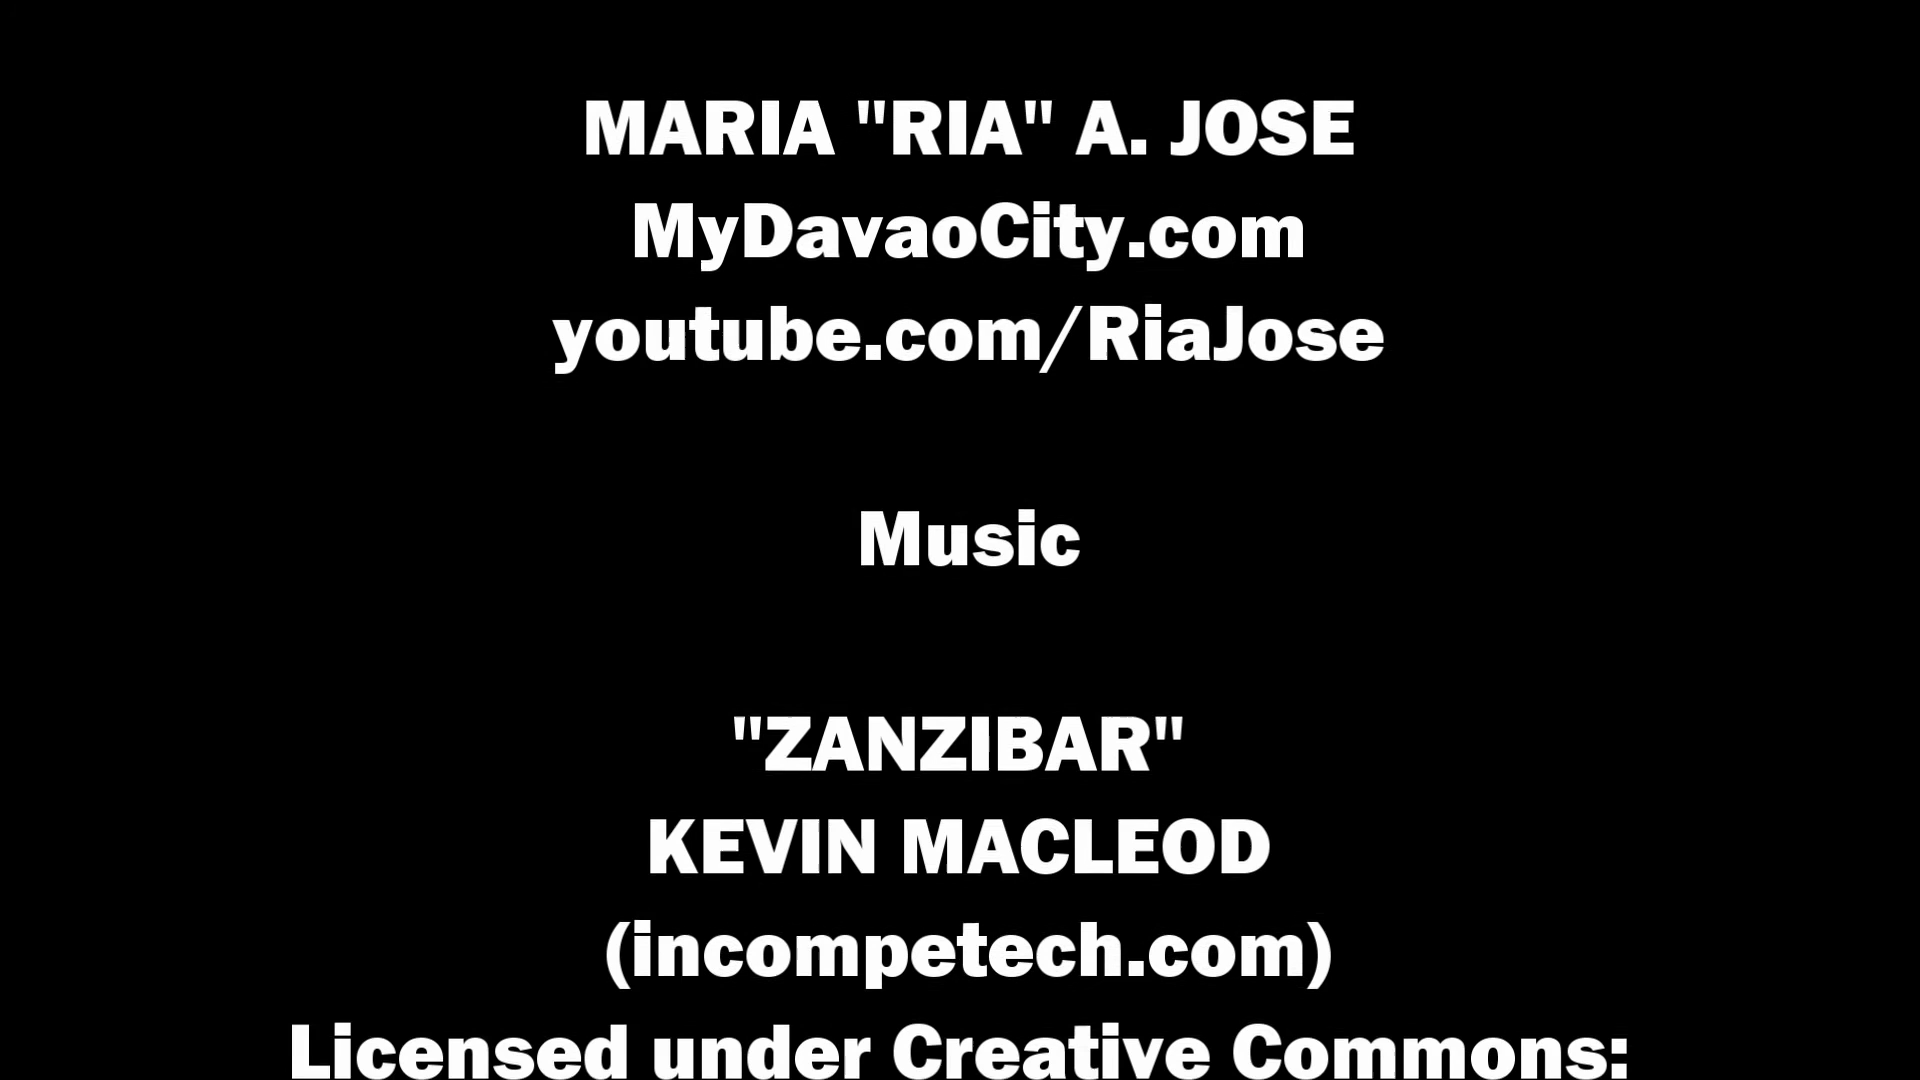 MARIA "RIA" A. JOSE
MyDavaoCity.com
youtube.com/RiaJose
Music
"ZANZIBAR"
KEVIN MACLEOD
(incompetech.com)
Licensed under Creative Commons: